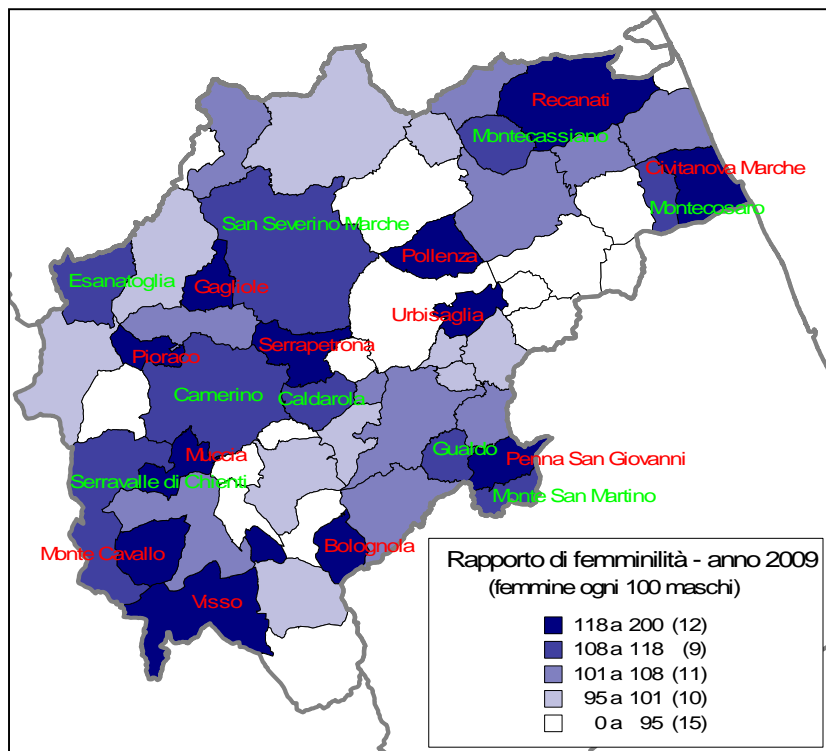 Recanati
Montecassiano
Civitanova Marche
Montecosaro
San Severino Marche
Pollenza
Esanatoglia
Gagliole
Urbisaglia
Pioraco
Serrapetrona
Camerino
Caldarola
Muccia
Gualdo
Penna San Giovanni
Serravalle di Chienti
Monte San Martino
Monte Cavallo
Bolognola
Visso
Rapporto di femminilità - anno 2009
(femmine ogni 100 maschi)
118 a 200 (12)
108 a 118 (9)
101 a 108 (11)
95 a 101 (10)
0 a 95 (15)